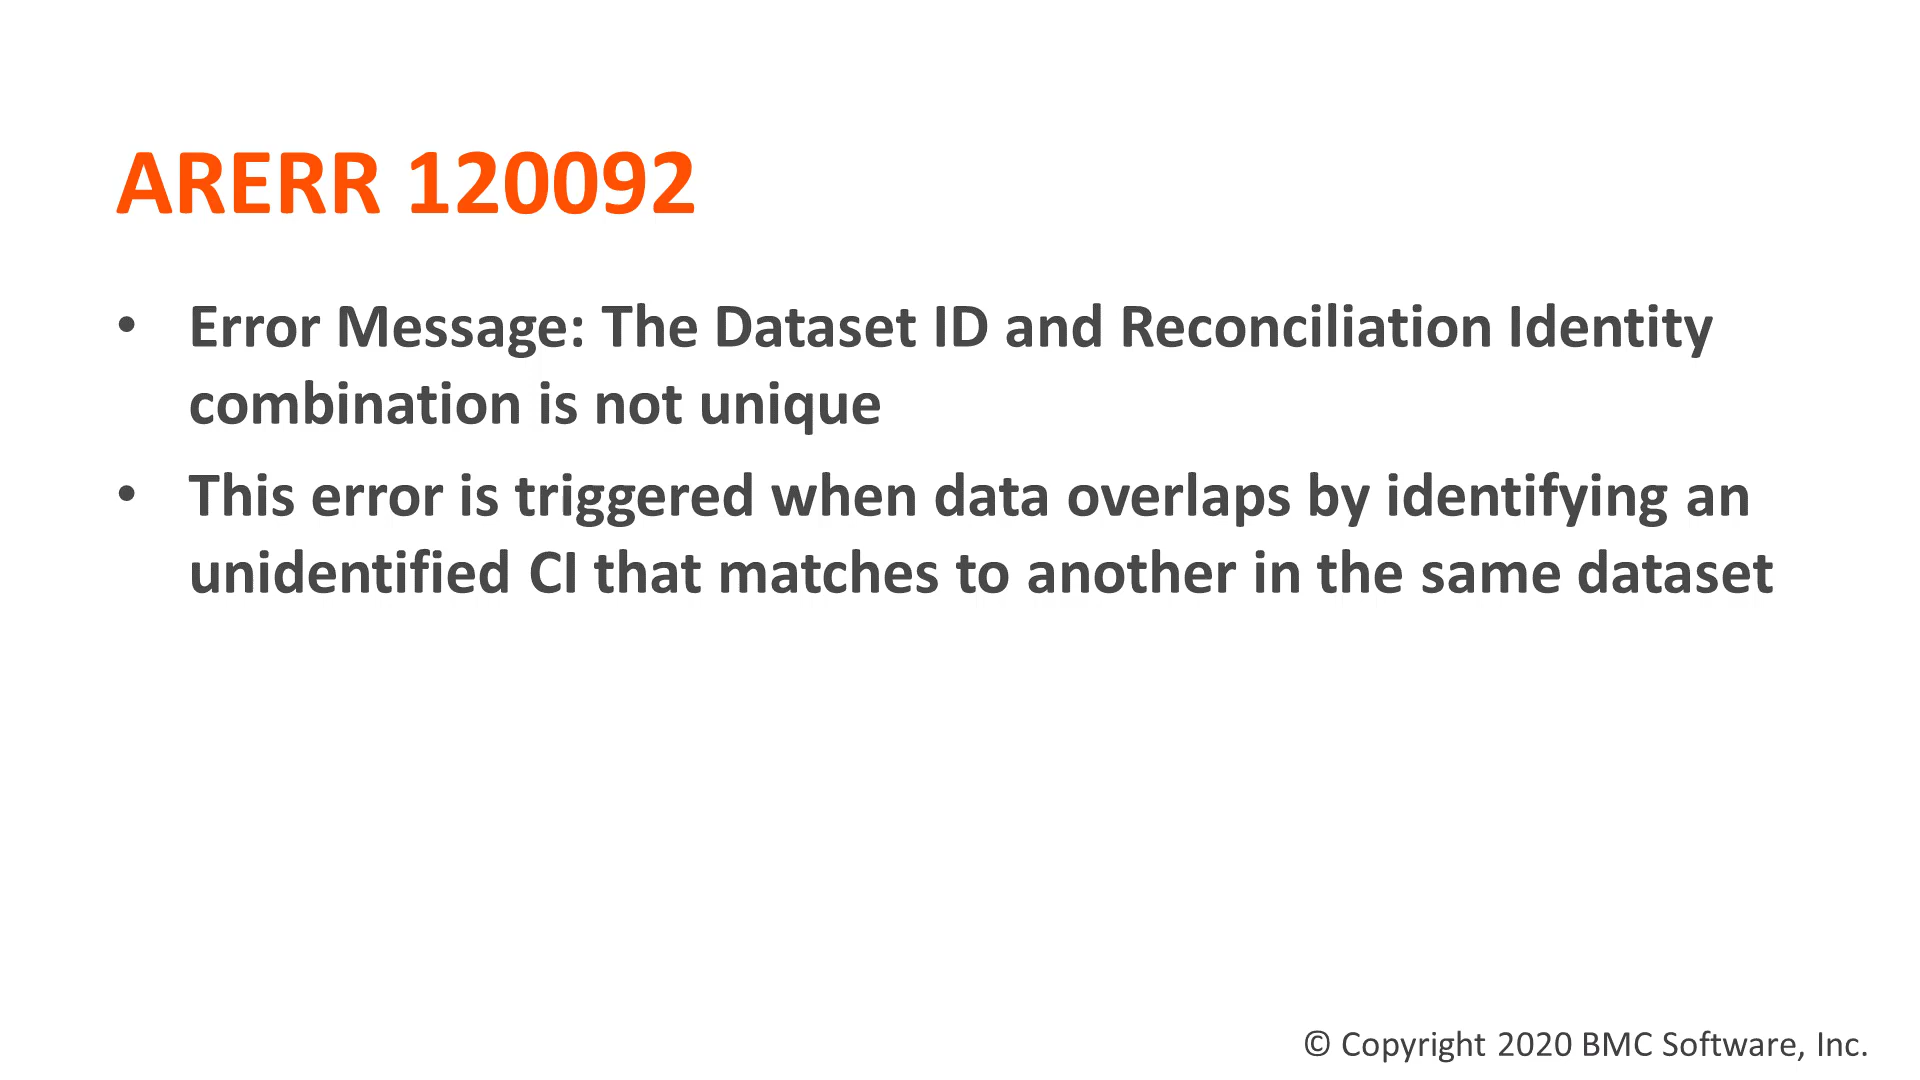 ARERR 120092
• Error Message: The Dataset ID and Reconciliation Identity
combination is not unique
• This error is triggered when data overlaps by identifying an
unidentified CI that matches to another in the same dataset
© Copyright 2020 BMC Software, Inc.